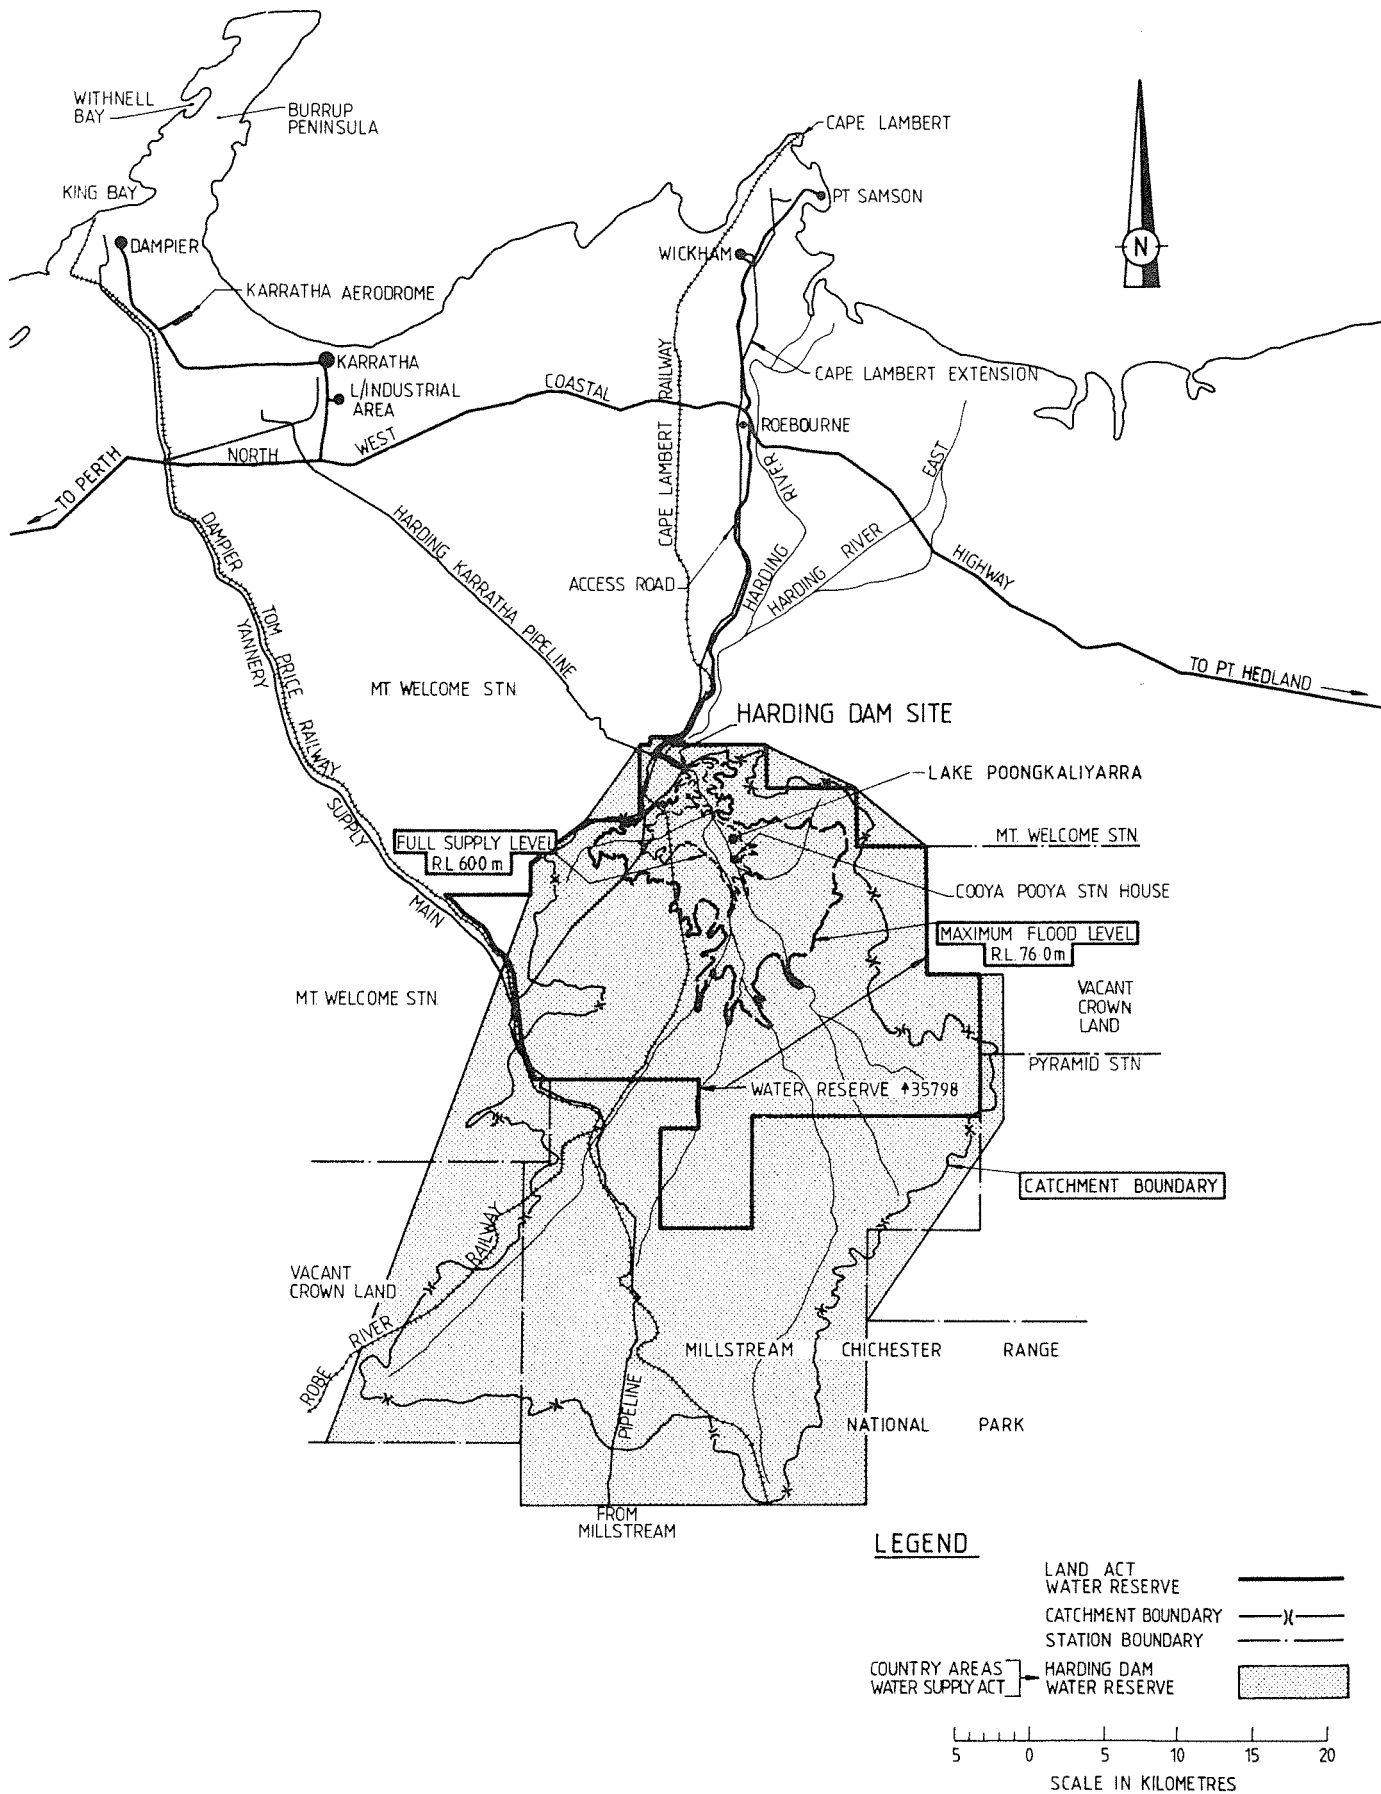 WITHNELL
BAY
BURRUP
PENINSULA
CAPE LAMBERT
KING BAY
PT SAMSON
DAMPIER
WICKHAM
N
KARRATHA AERODROME
KARRATHA
CAPE LAMBERT EXTENSION
L/INDUSTRIAL
AREA
COASTAL
WEST
NORTH
TO PERTH
CAPE LAMBERT RAILWAY
ROEBOURNE
RIVER
HARDING
HARDING RIVER EAST
HIGHWAY
TO PT. HEDLAND
ACCESS ROAD
HARDING KARRATHA PIPELINE
DAMPIER TOM PRICE RAILWAY
YANNERY SUPPLY MAIN
MT WELCOME STN
HARDING DAM SITE
LAKE POONGKALIYARRA
MT. WELCOME STN
FULL SUPPLY LEVEL
R.L. 60·0 m
COOYA POOYA STN HOUSE
MAXIMUM FLOOD LEVEL
R.L. 76·0 m
MT WELCOME STN
VACANT
CROWN
LAND
PYRAMID STN
WATER RESERVE ↑35798
CATCHMENT BOUNDARY
VACANT
CROWN LAND
ROBE RIVER RAILWAY
MILLSTREAM CHICHESTER RANGE
NATIONAL PARK
PIPELINE
FROM
MILLSTREAM
LEGEND
LAND ACT
WATER RESERVE
CATCHMENT BOUNDARY
STATION BOUNDARY
COUNTRY AREAS
WATER SUPPLY ACT
HARDING DAM
WATER RESERVE
5 0 5 10 15 20
SCALE IN KILOMETRES